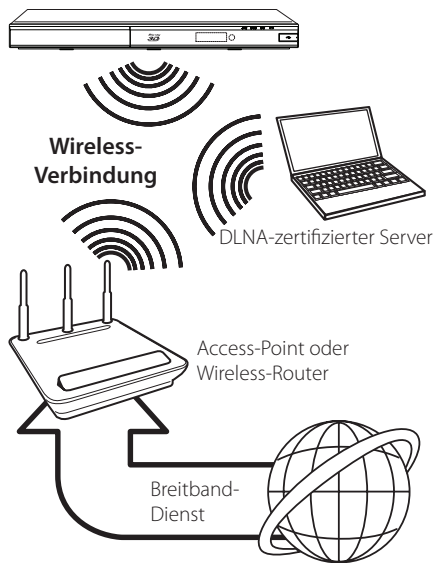 3D
Wireless-
Verbindung
DLNA-zertifizierter Server
Access-Point oder
Wireless-Router
Breitband-
Dienst